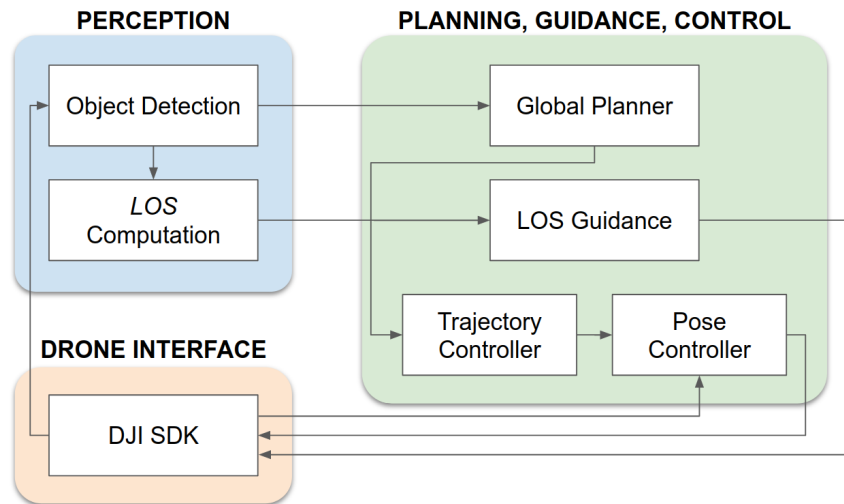 PERCEPTION
PLANNING, GUIDANCE, CONTROL
Object Detection
Global Planner
LOS
Computation
LOS Guidance
Trajectory
Controller
Pose
Controller
DRONE INTERFACE
DJI SDK